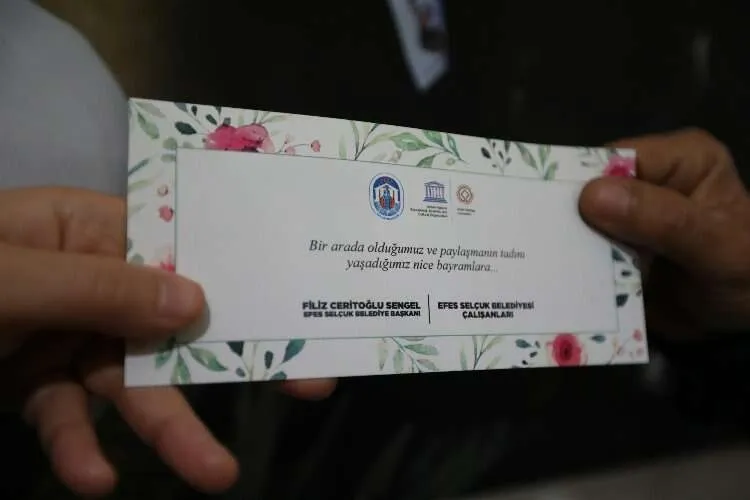 Bir arada olduğumuz ve paylaşmanın tadını
yaşadığımız nice bayramlara...
FİLİZ CERİTOĞLU SENGEL
EFES SELÇUK BELEDİYE BAŞKANI
EFES SELÇUK BELEDİYESİ
ÇALIŞANLARI